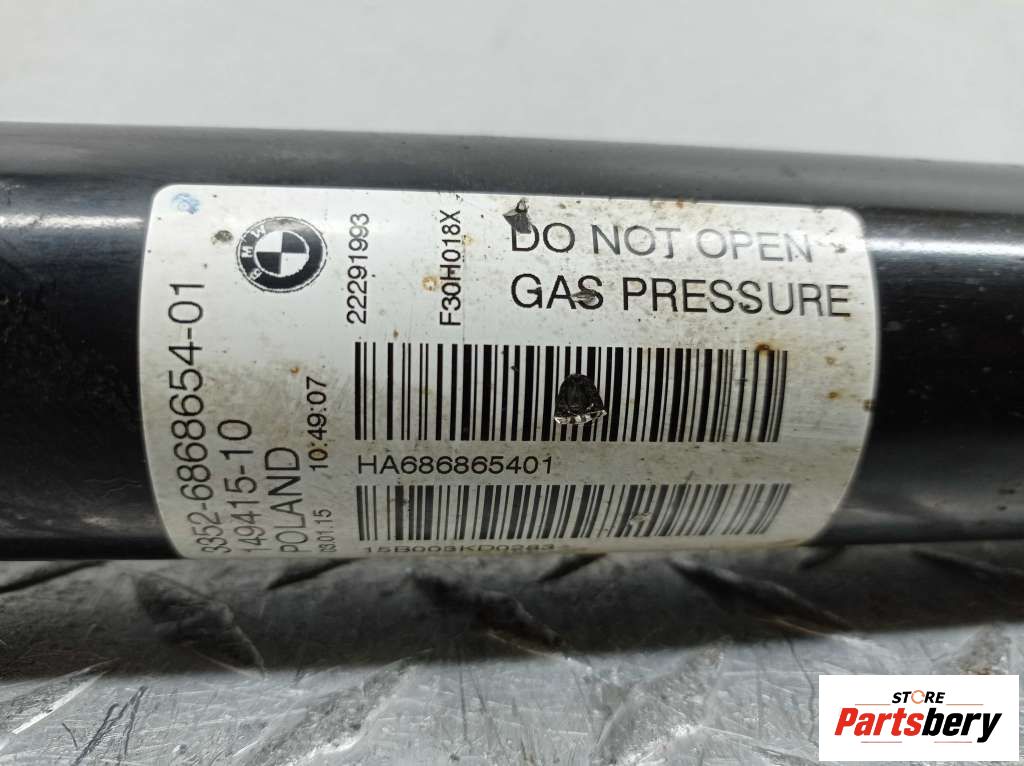 BMW
3352-6868654-01
149415-10
POLAND
03.01.15 10:49:07
22291993
F30H018X
DO NOT OPEN
GAS PRESSURE
HA686865401
STORE
Partsbery